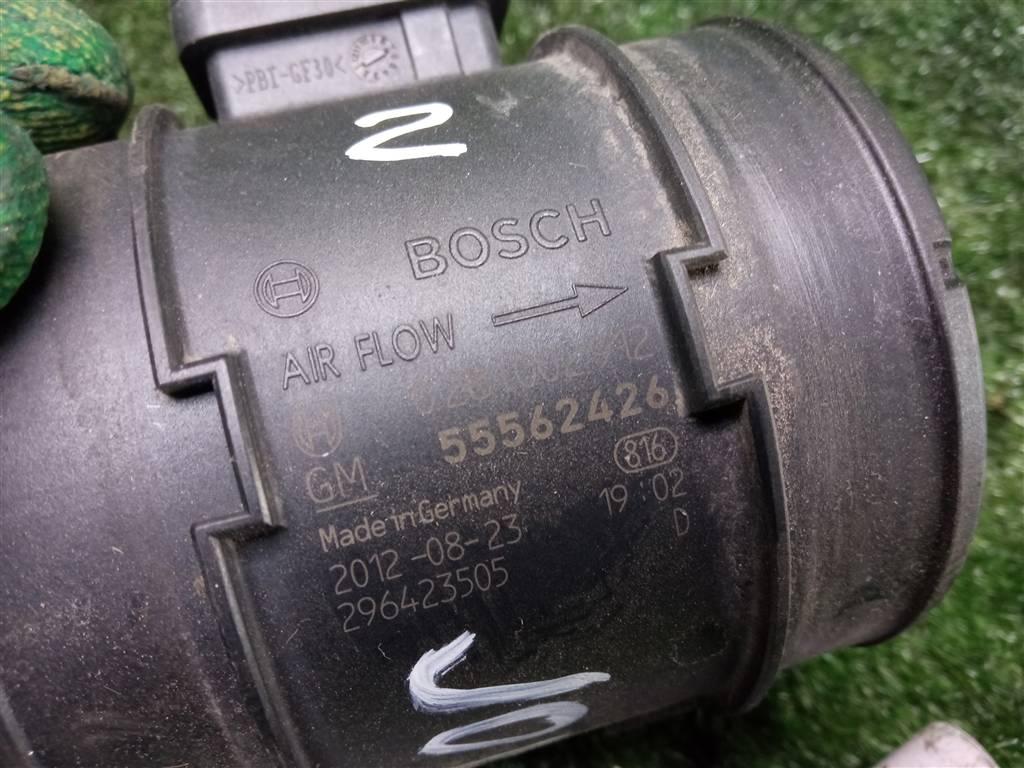 >PBT-GF30<
2
BOSCH
AIR FLOW
55562426
GM
816
Made in Germany
19:02
2012-08-23
D
296423505